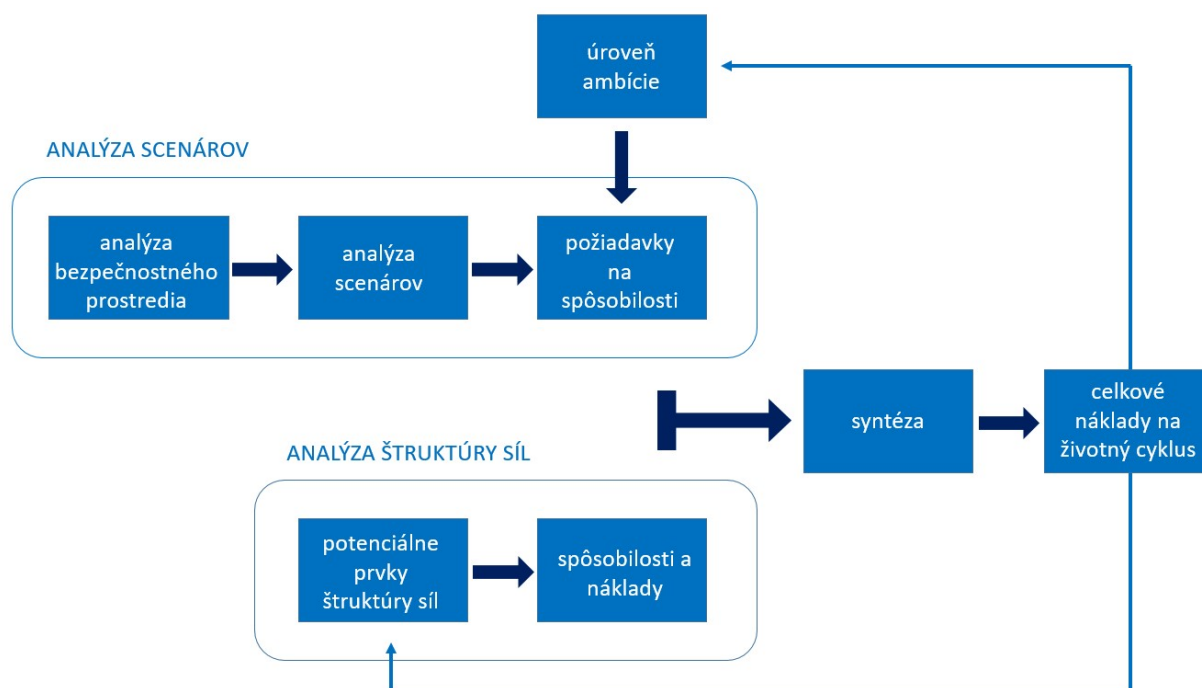 úroveň
ambície
ANALÝZA SCENÁROV
analýza
bezpečnostného
prostredia
analýza
scenárov
požiadavky
na
spôsobilosti
syntéza
celkové
náklady na
životný cyklus
ANALÝZA ŠTRUKTÚRY SÍL
potenciálne
prvky
štruktúry síl
spôsobilosti a
náklady